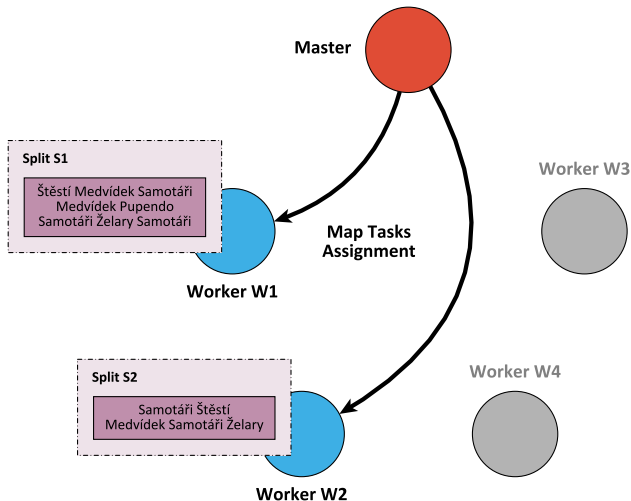 Master
Split S1
Štěstí Medvídek Samotáři
Medvídek Pupendo
Samotáři Želary Samotáři
Worker W3
Map Tasks
Assignment
Worker W1
Split S2
Samotáři Štěstí
Medvídek Samotáři Želary
Worker W4
Worker W2